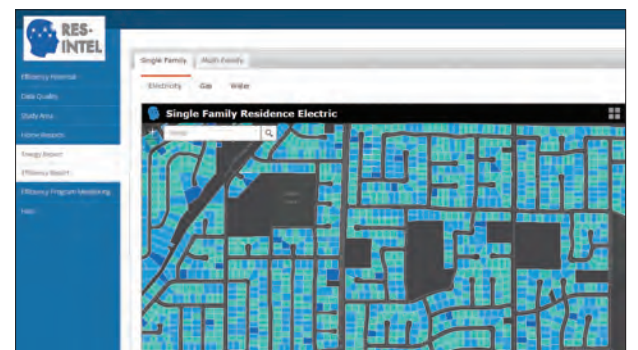 RES-
INTEL
Single Family
Multi Family
Efficiency Potential
Data Quality
Study Area
Home Reports
Energy Report
Efficiency Report
Efficiency Program Monitoring
Electricity Gas Water
Single Family Residence Electric